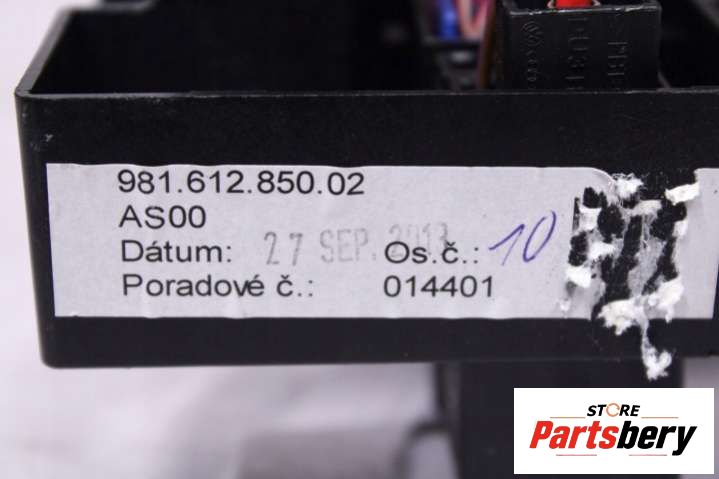 981.612.850.02
AS00
Dátum: 27 SEP. 2013 Os.č.: 10
Poradové č.: 014401
STORE
Partsbery